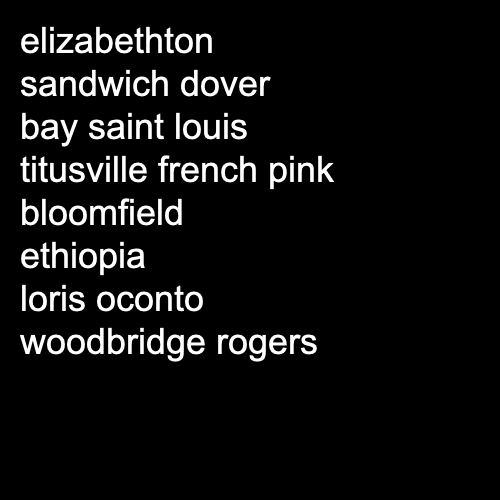 elizabethton
sandwich dover
bay saint louis
titusville french pink
bloomfield
ethiopia
loris oconto
woodbridge rogers